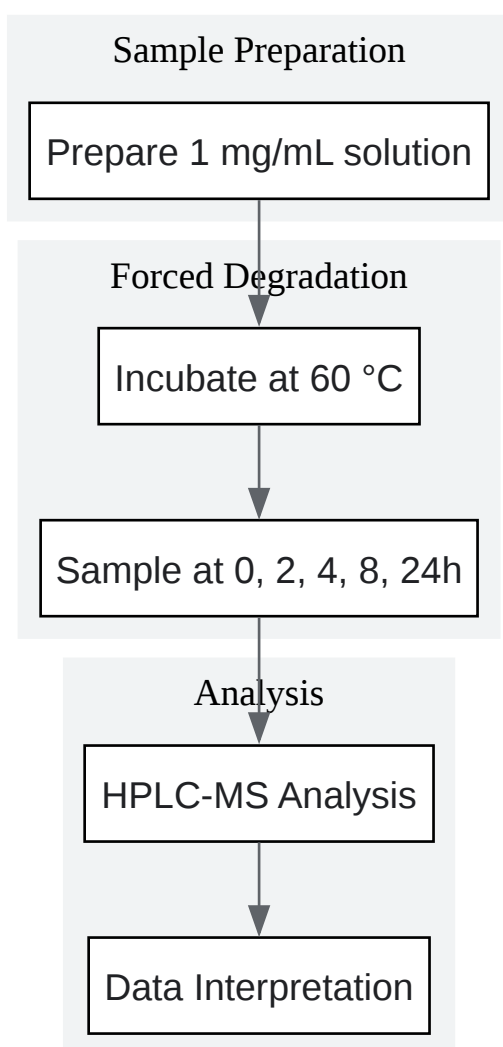 Sample Preparation
Prepare 1 mg/mL solution
Forced Degradation
Incubate at 60 °C
Sample at 0, 2, 4, 8, 24h
Analysis
HPLC-MS Analysis
Data Interpretation